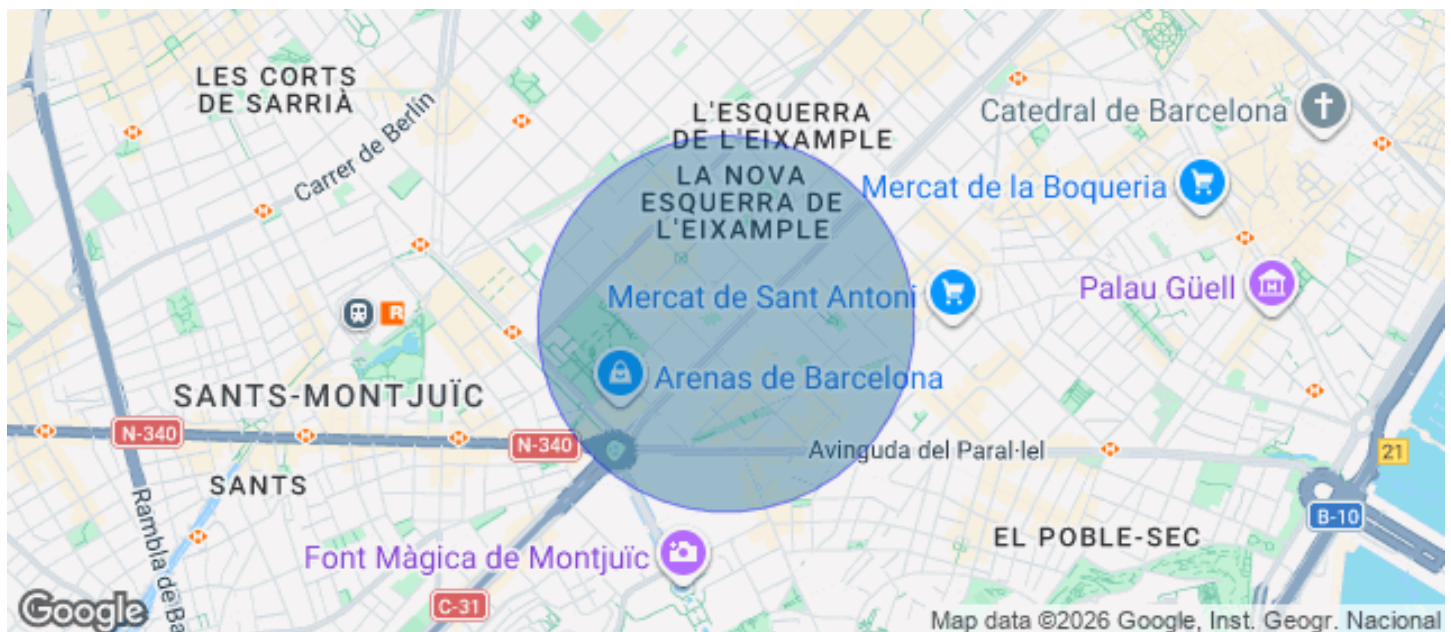 LES CORTS
DE SARRIÀ
L'ESQUERRA
DE L'EIXAMPLE
Catedral de Barcelona
Carrer de Berlín
LA NOVA
ESQUERRA DE
L'EIXAMPLE
Mercat de la Boqueria
Mercat de Sant Antoni
Palau Güell
R
Arenas de Barcelona
SANTS-MONTJUÏC
N-340
N-340
Avinguda del Paral·lel
21
SANTS
Rambla de Ba
B-10
EL POBLE-SEC
Font Màgica de Montjuïc
C-31
Google
Map data ©2026 Google, Inst. Geogr. Nacional